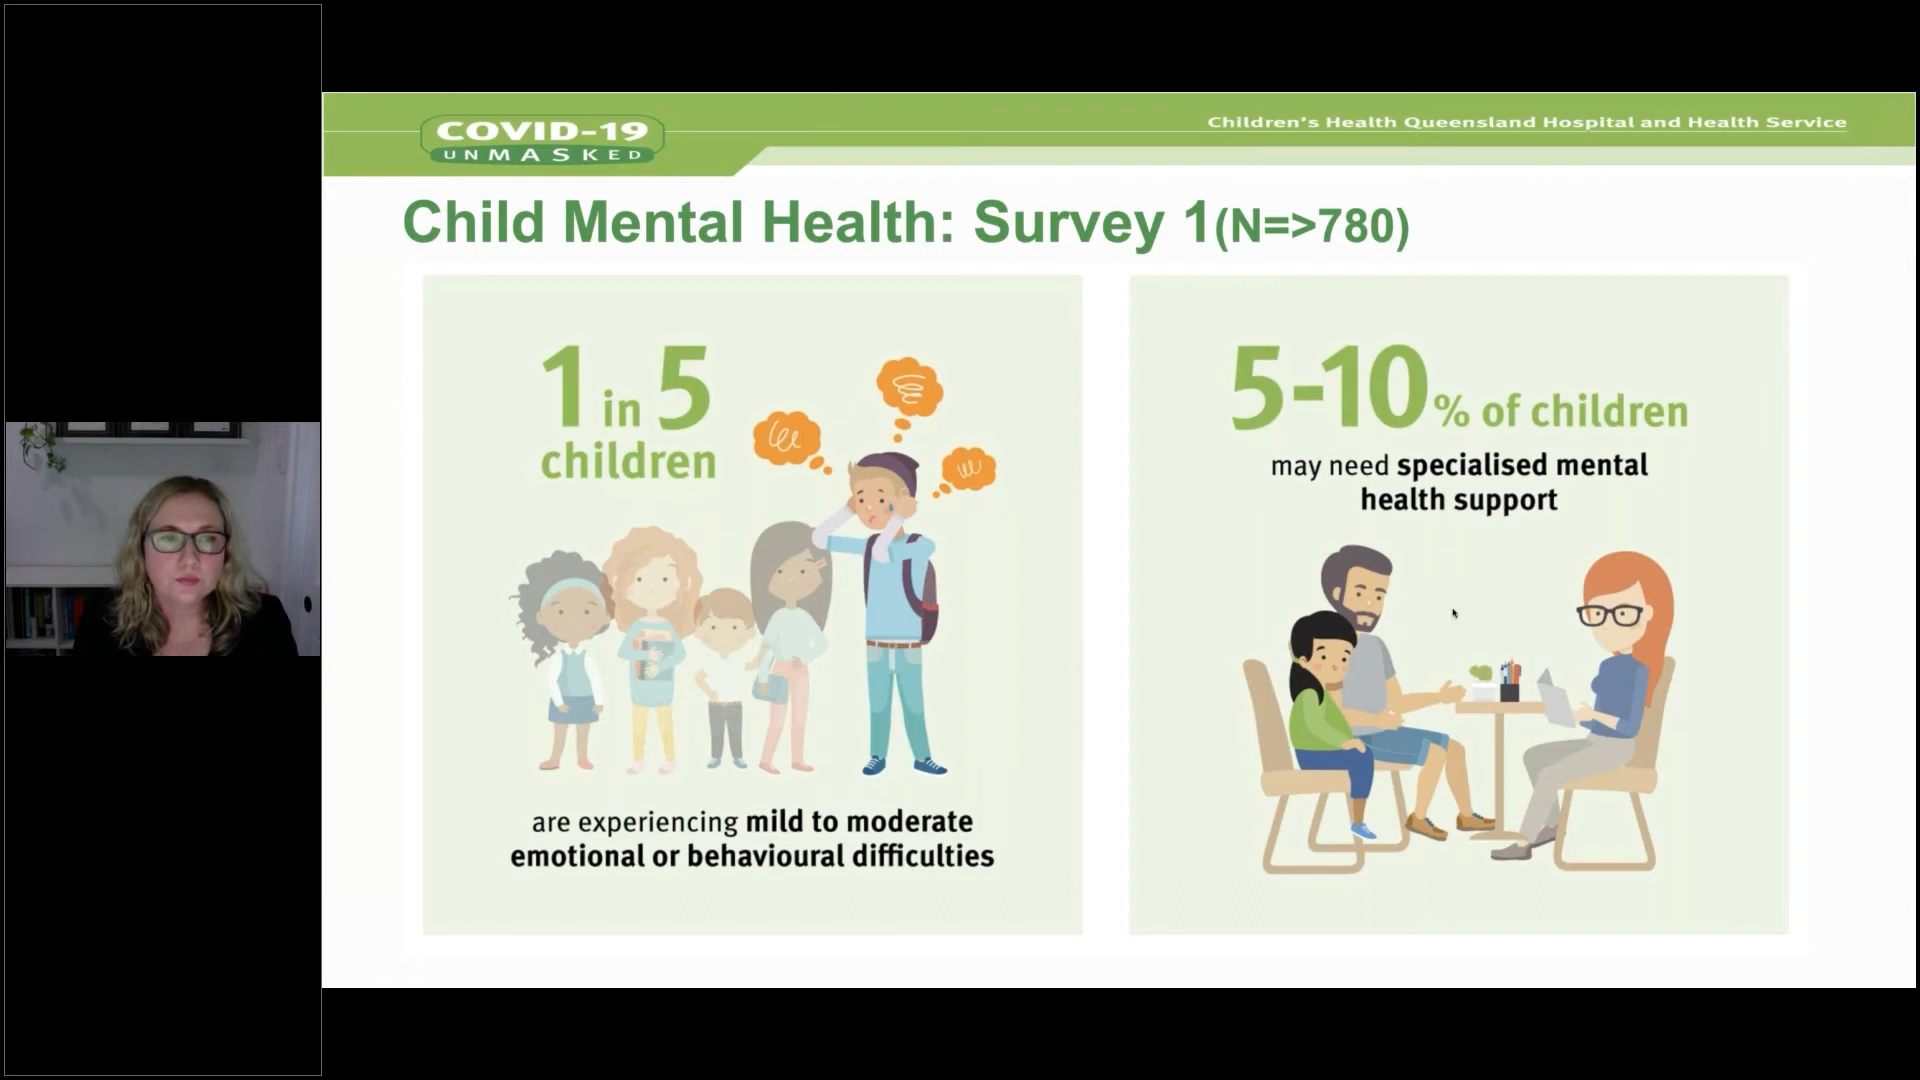 COVID-19
UNMASKED
Children's Health Queensland Hospital and Health Service
Child Mental Health: Survey 1(N=>780)
1 in 5
children
are experiencing mild to moderate
emotional or behavioural difficulties
5-10% of children
may need specialised mental
health support